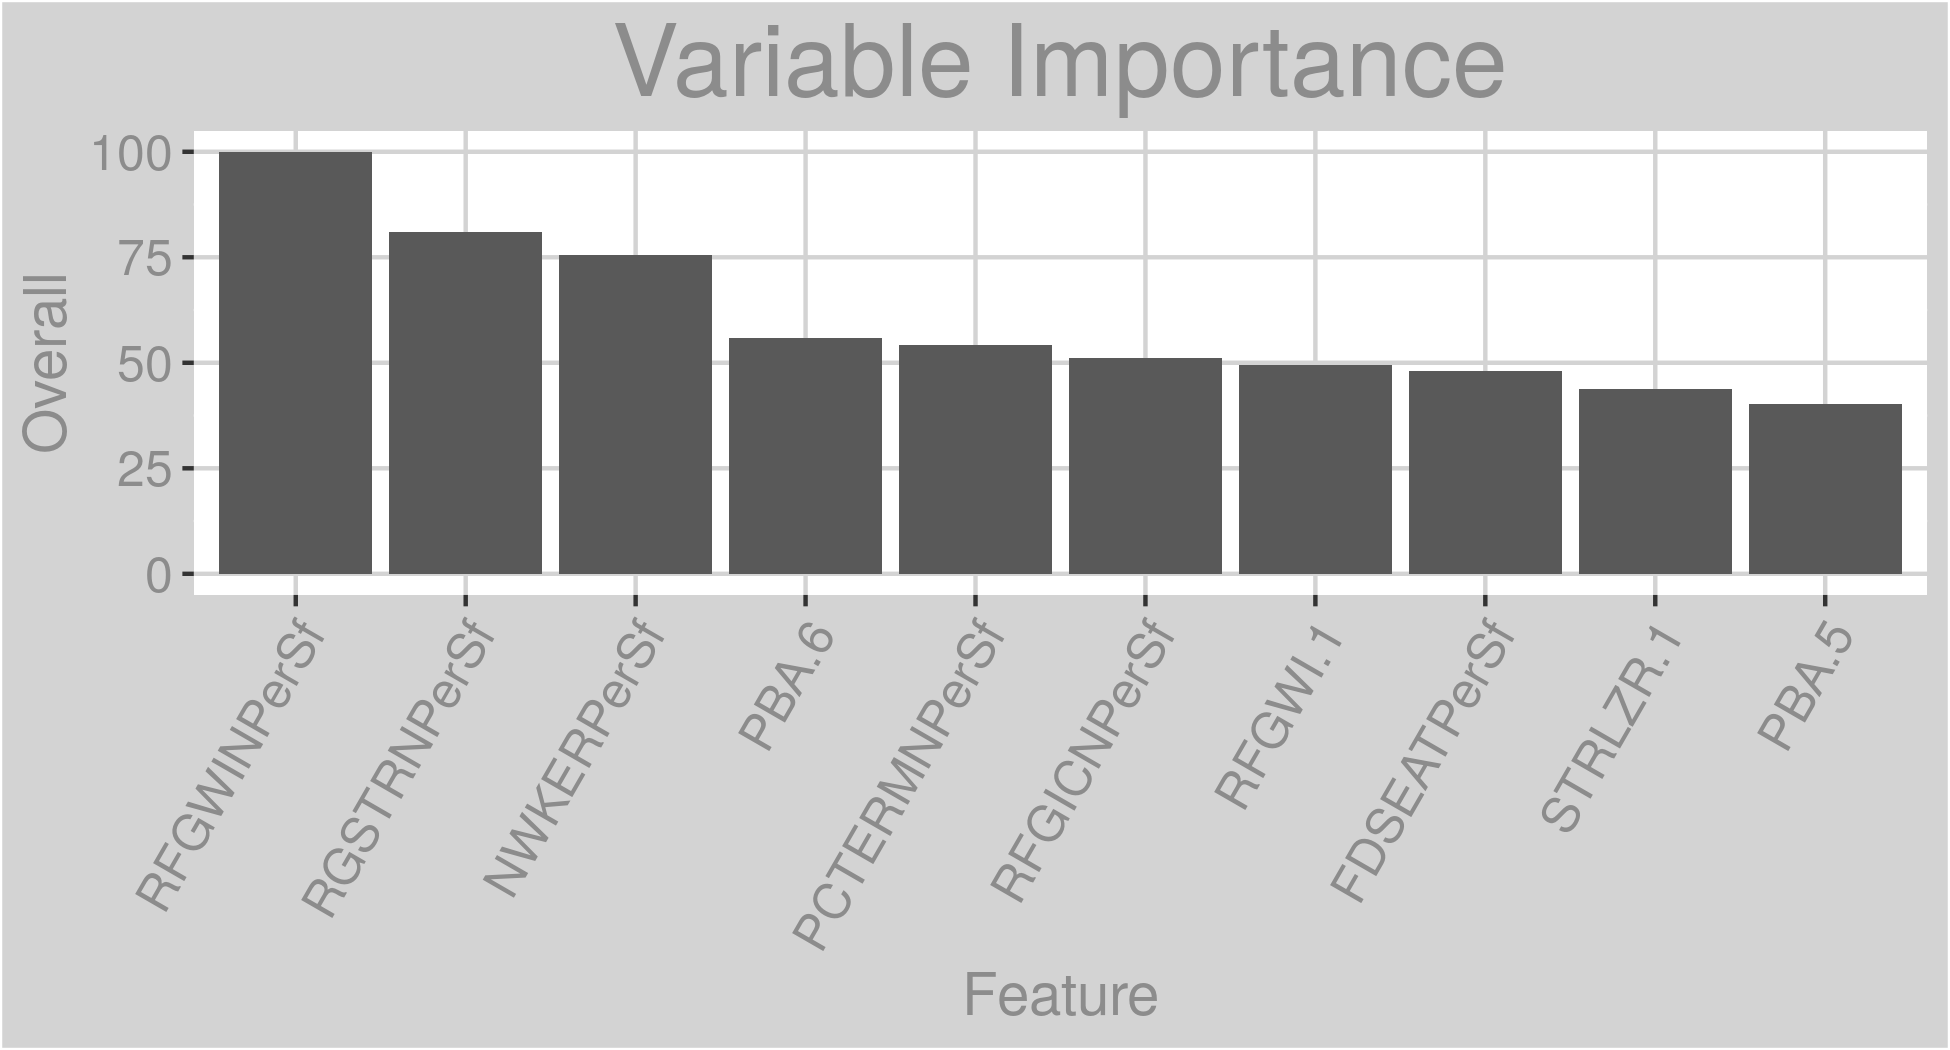 Variable Importance
Overall
100
75
50
25
0
RFGWINPerSf
RGSTRNPerSf
NWKERPerSf
PBA.6
PCTERMNPerSf
RFGICNPerSf
RFGWI.1
FDSEATPerSf
STRLZR.1
PBA.5
Feature